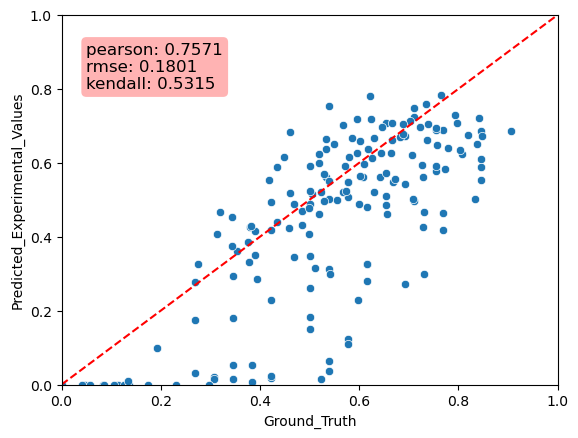 pearson: 0.7571
rmse: 0.1801
kendall: 0.5315
Predicted_Experimental_Values
1.0
0.8
0.6
0.4
0.2
0.0
0.0 0.2 0.4 0.6 0.8 1.0
Ground_Truth